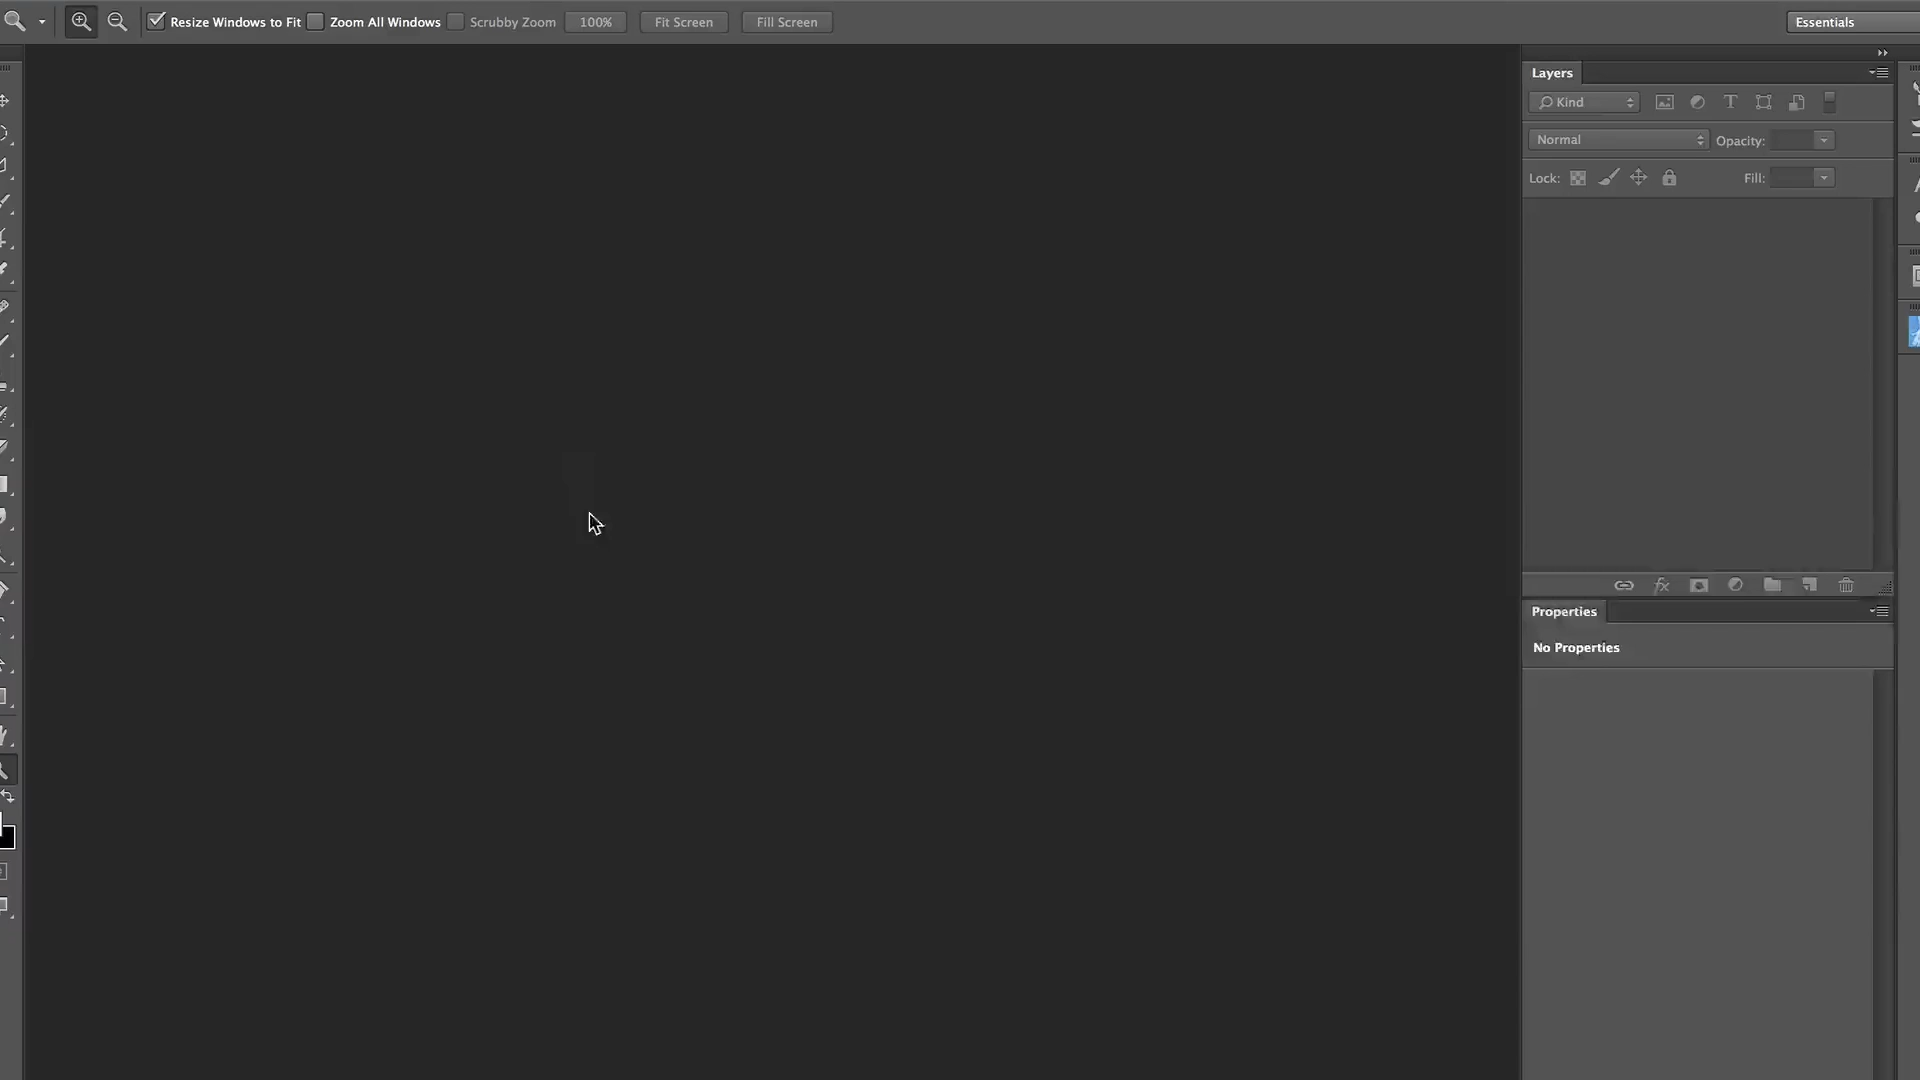 Resize Windows to Fit Zoom All Windows Scrubby Zoom 100% Fit Screen Fill Screen Essentials
Layers
Kind
Normal Opacity:
Lock: Fill:
Properties
No Properties